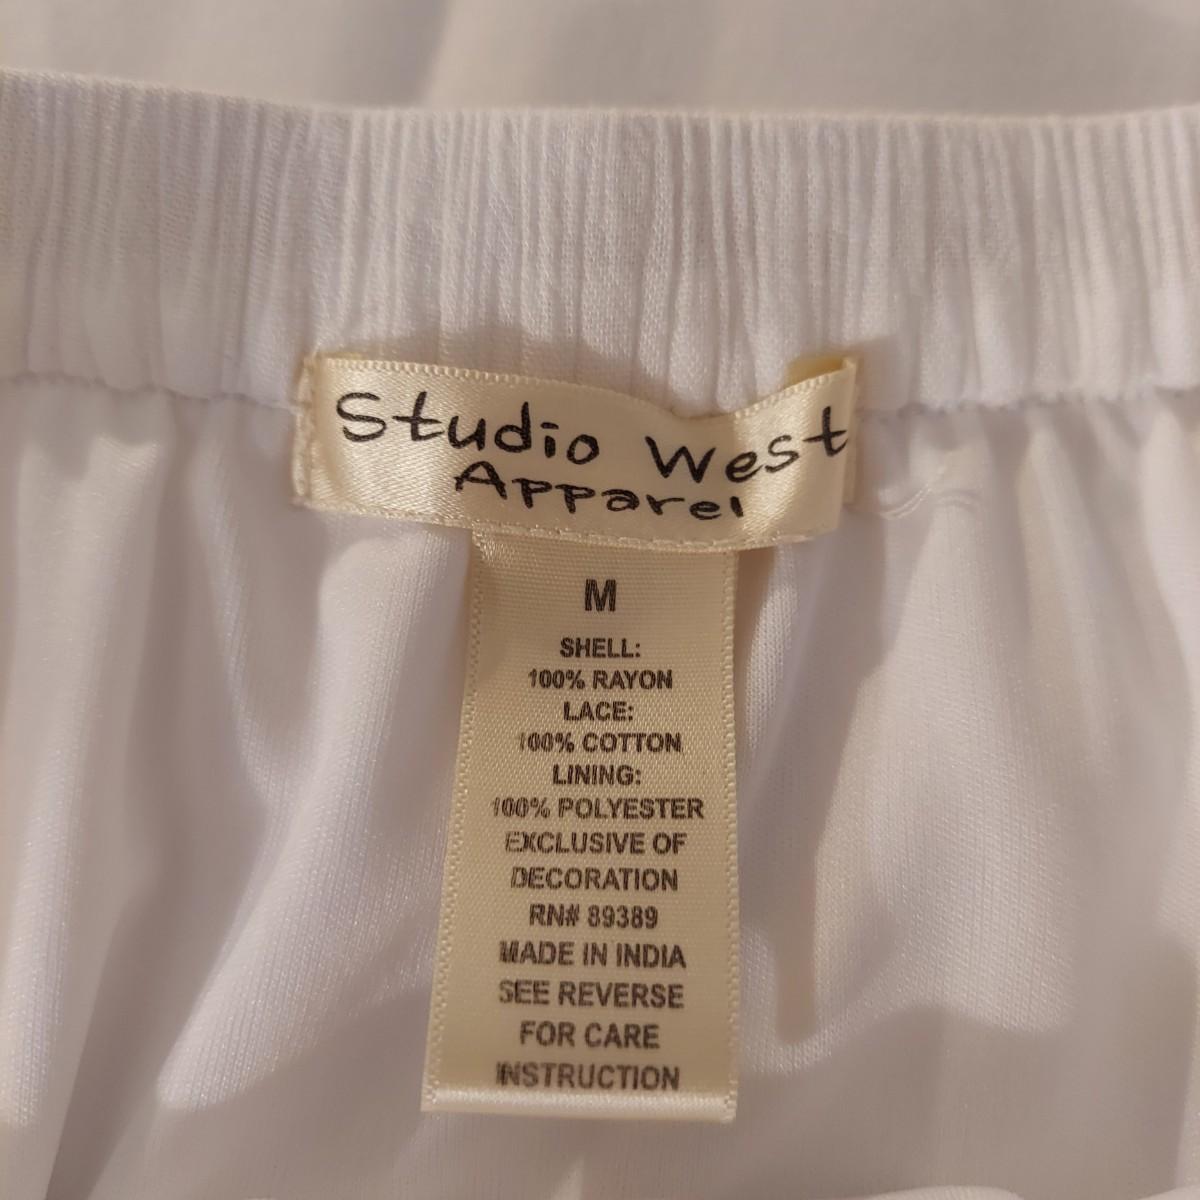 Studio West
Apparel
M
SHELL:
100% RAYON
LACE:
100% COTTON
LINING:
100% POLYESTER
EXCLUSIVE OF
DECORATION
RN# 89389
MADE IN INDIA
SEE REVERSE
FOR CARE
INSTRUCTION